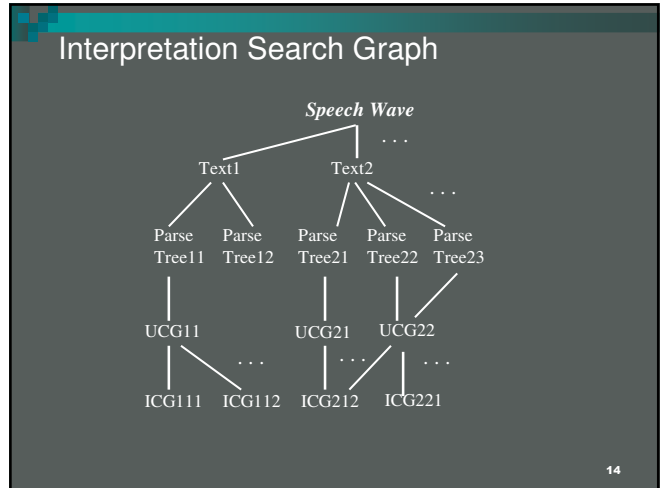 Interpretation Search Graph
Speech Wave
. . .
Text1 Text2
. . .
Parse Parse Parse Parse Parse
Tree11 Tree12 Tree21 Tree22 Tree23
UCG11 UCG21 UCG22
. . . . . . . . .
ICG111 ICG112 ICG212 ICG221
14